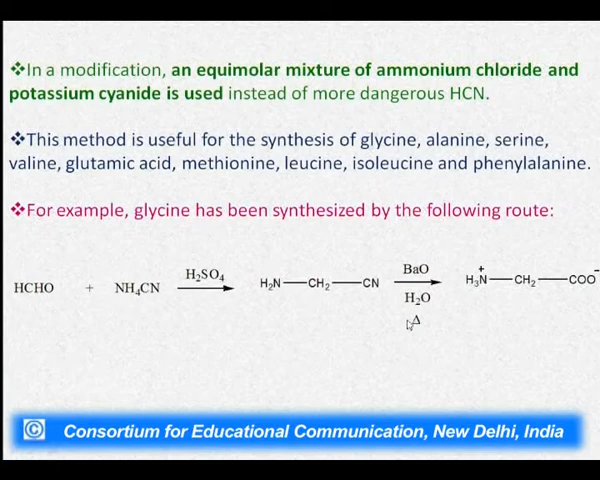 ❖In a modification, an equimolar mixture of ammonium chloride and
potassium cyanide is used instead of more dangerous HCN.
❖This method is useful for the synthesis of glycine, alanine, serine,
valine, glutamic acid, methionine, leucine, isoleucine and phenylalanine.
❖For example, glycine has been synthesized by the following route:
HCHO + NH₄CN H₂SO₄ H₂N—CH₂—CN BaO H₂O Δ H₃N⁺—CH₂—COO⁻
© Consortium for Educational Communication, New Delhi, India